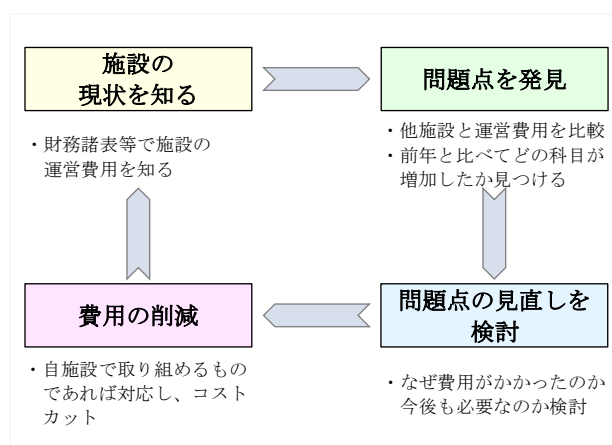 施設の
現状を知る
・財務諸表等で施設の
運営費用を知る
問題点を発見
・他施設と運営費用を比較
・前年と比べてどの科目が
増加したか見つける
問題点の見直しを
検討
・なぜ費用がかかったのか
今後も必要なのか検討
費用の削減
・自施設で取り組めるもの
であれば対応し、コスト
カット